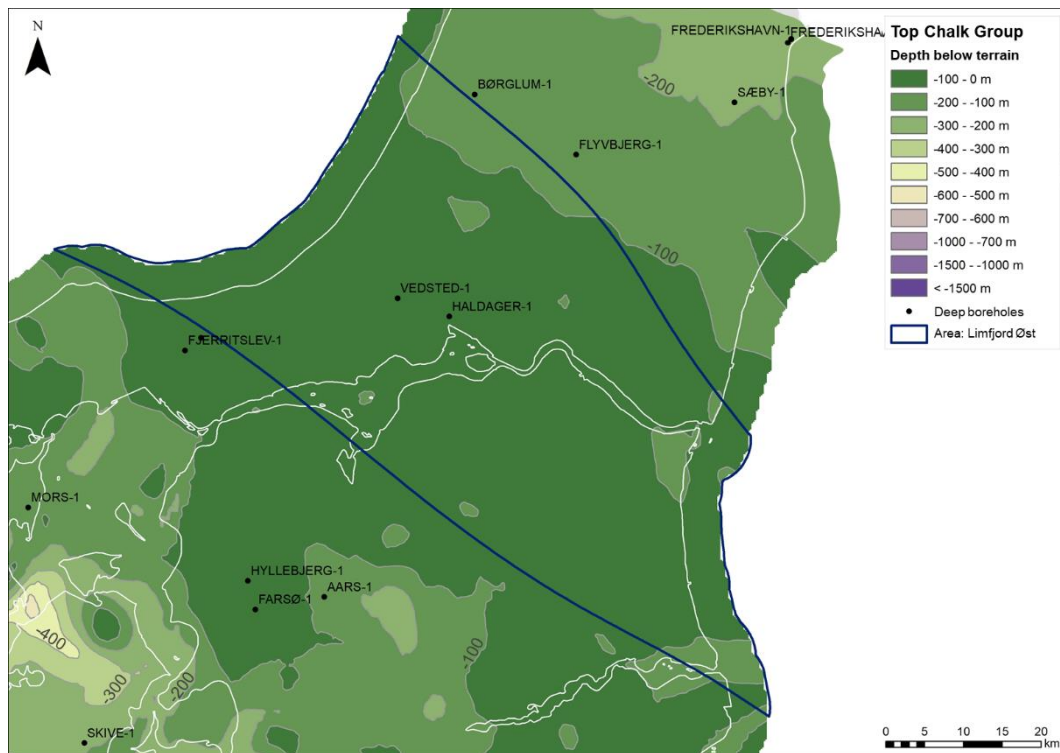 N
FREDERIKSHAVN-1
FREDERIKSHA
BØRGLUM-1
-200
SÆBY-1
FLYVBJERG-1
-100
VEDSTED-1
HALDAGER-1
FJERRITSLEV-1
MORS-1
HYLLEBJERG-1
AARS-1
FARSØ-1
-400
-100
-300
-200
SKIVE-1
Top Chalk Group
Depth below terrain
-100 - 0 m
-200 - -100 m
-300 - -200 m
-400 - -300 m
-500 - -400 m
-600 - -500 m
-700 - -600 m
-1000 - -700 m
-1500 - -1000 m
< -1500 m
Deep boreholes
Area: Limfjord Øst
0 5 10 20
km